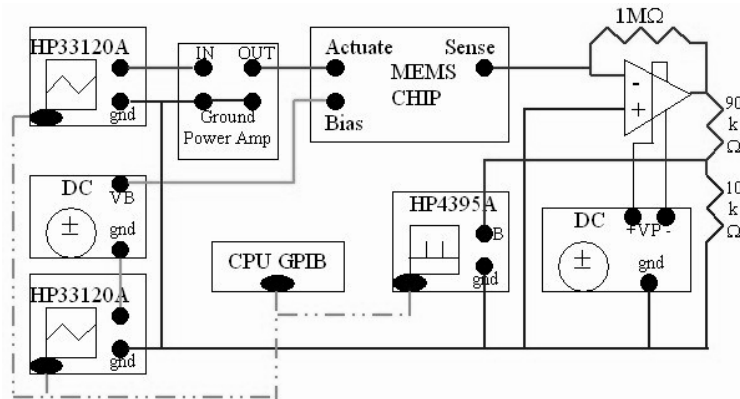 HP33120A
gnd
IN OUT
Ground
Power Amp
Actuate Sense
MEMS
CHIP
Bias
1MΩ
-
+
90
k
Ω
10
k
Ω
DC
VB
±
gnd
HP33120A
gnd
CPU GPIB
HP4395A
B
gnd
DC
+VP -
±
gnd